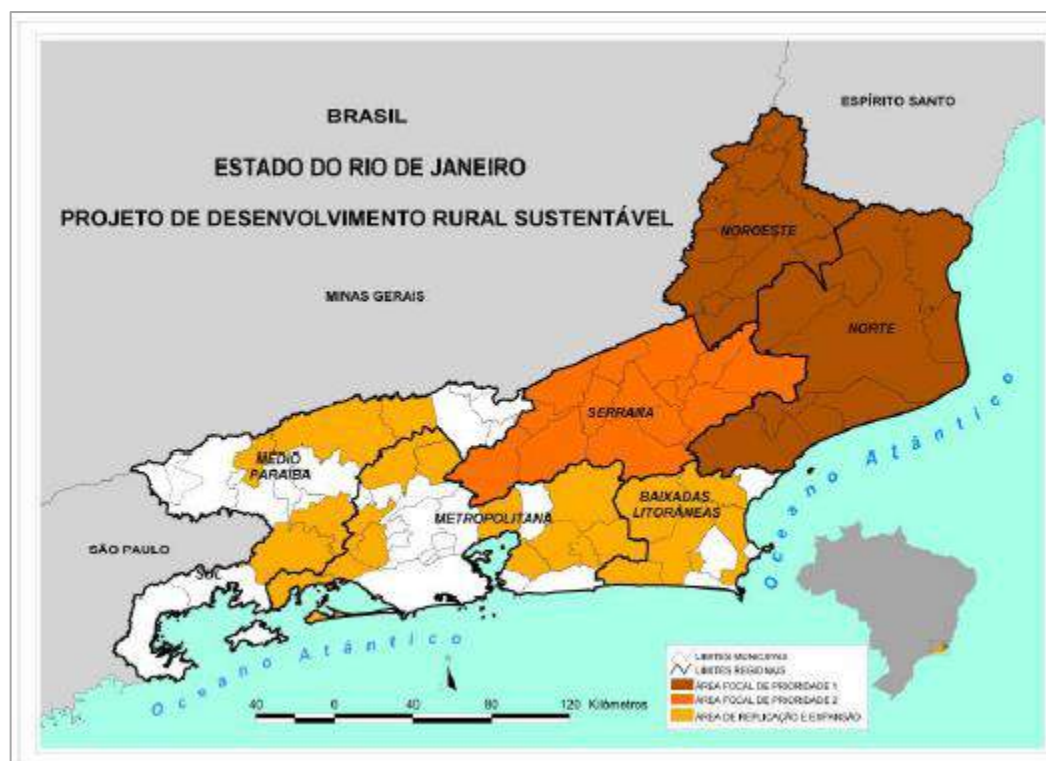 BRASIL
ESTADO DO RIO DE JANEIRO
PROJETO DE DESENVOLVIMENTO RURAL SUSTENTÁVEL
ESPÍRITO SANTO
MINAS GERAIS
NOROESTE
NORTE
SERRANA
MÉDIO
PARAÍBA
METROPOLITANA
BAIXADAS
LITORÂNEAS
SÃO PAULO
SUL
Oceano Atlântico
Oceano Atlântico
N
40 0 40 80 120 Kilômetros
LIMITES MUNICIPAIS
LIMITES REGIONAIS
ÁREA FOCAL DE PRIORIDADE 1
ÁREA FOCAL DE PRIORIDADE 2
ÁREA DE REPLICAÇÃO E EXPANSÃO